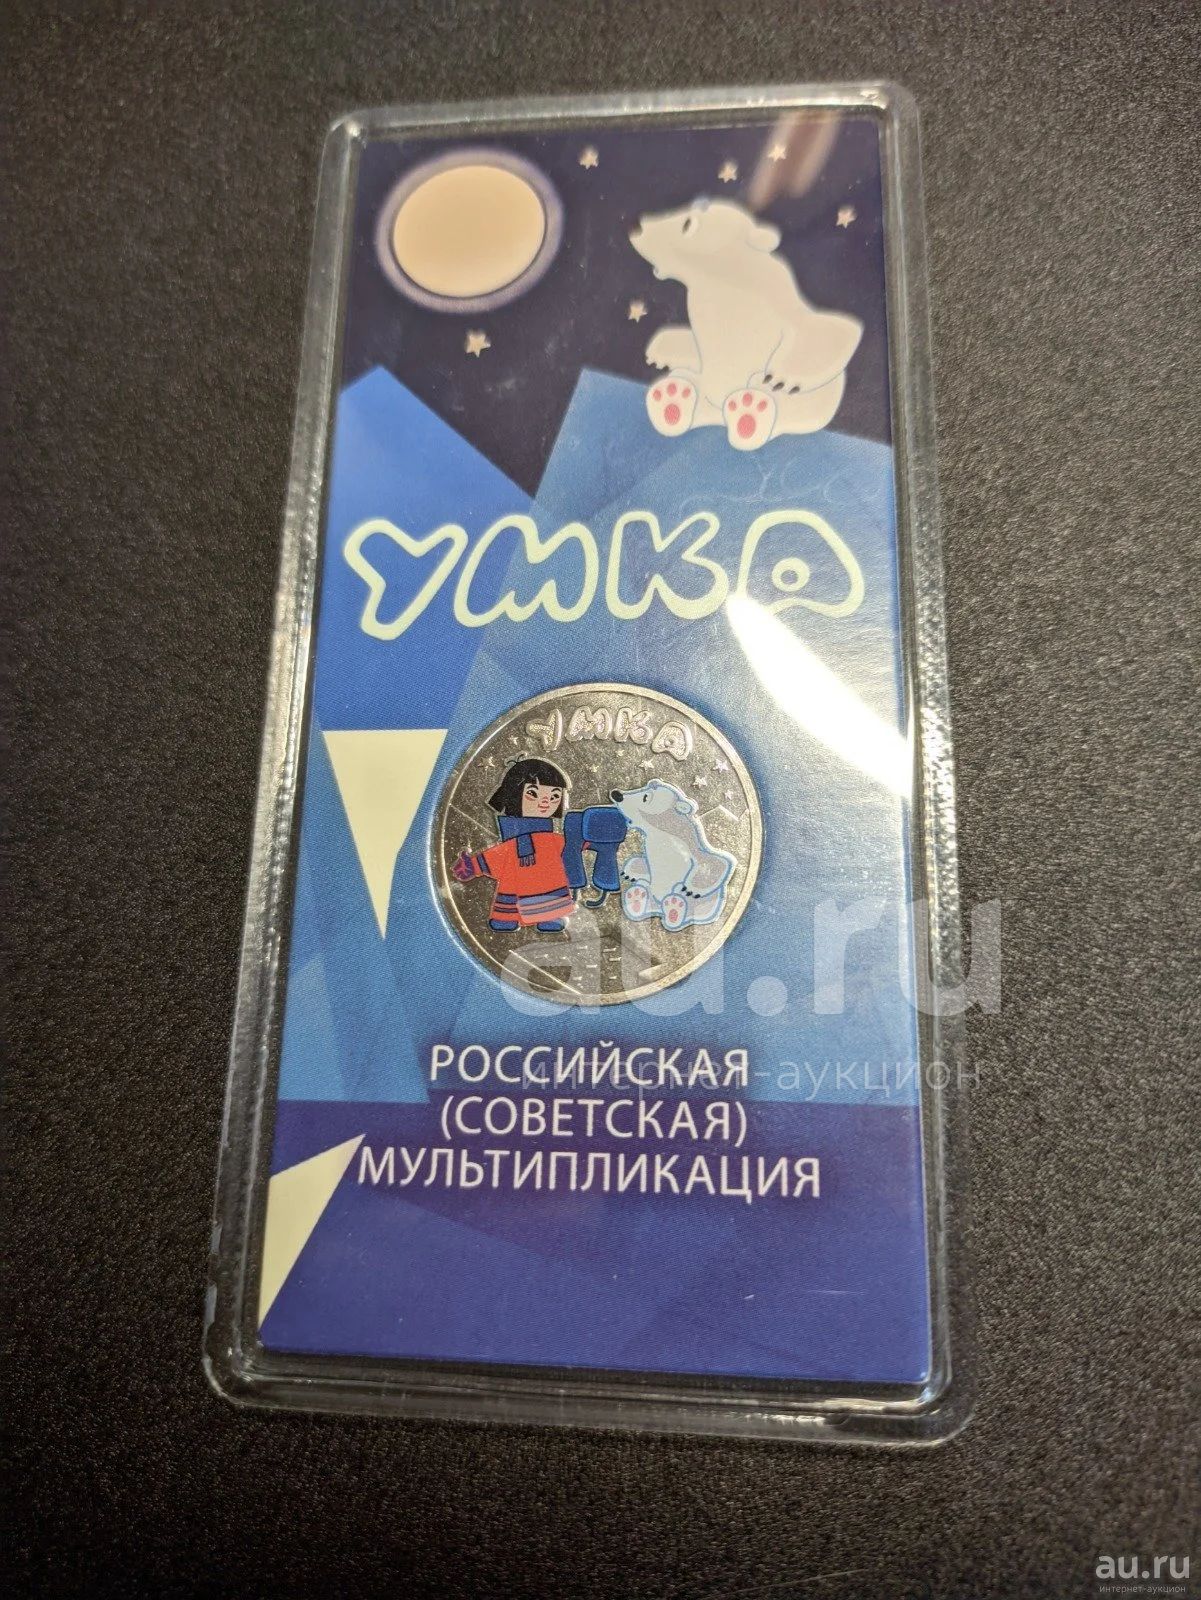 УМКА
УМКА
au.ru
РОССИЙСКАЯ
интернет-аукцион
(СОВЕТСКАЯ)
МУЛЬТИПЛИКАЦИЯ
au.ru
интернет-аукцион